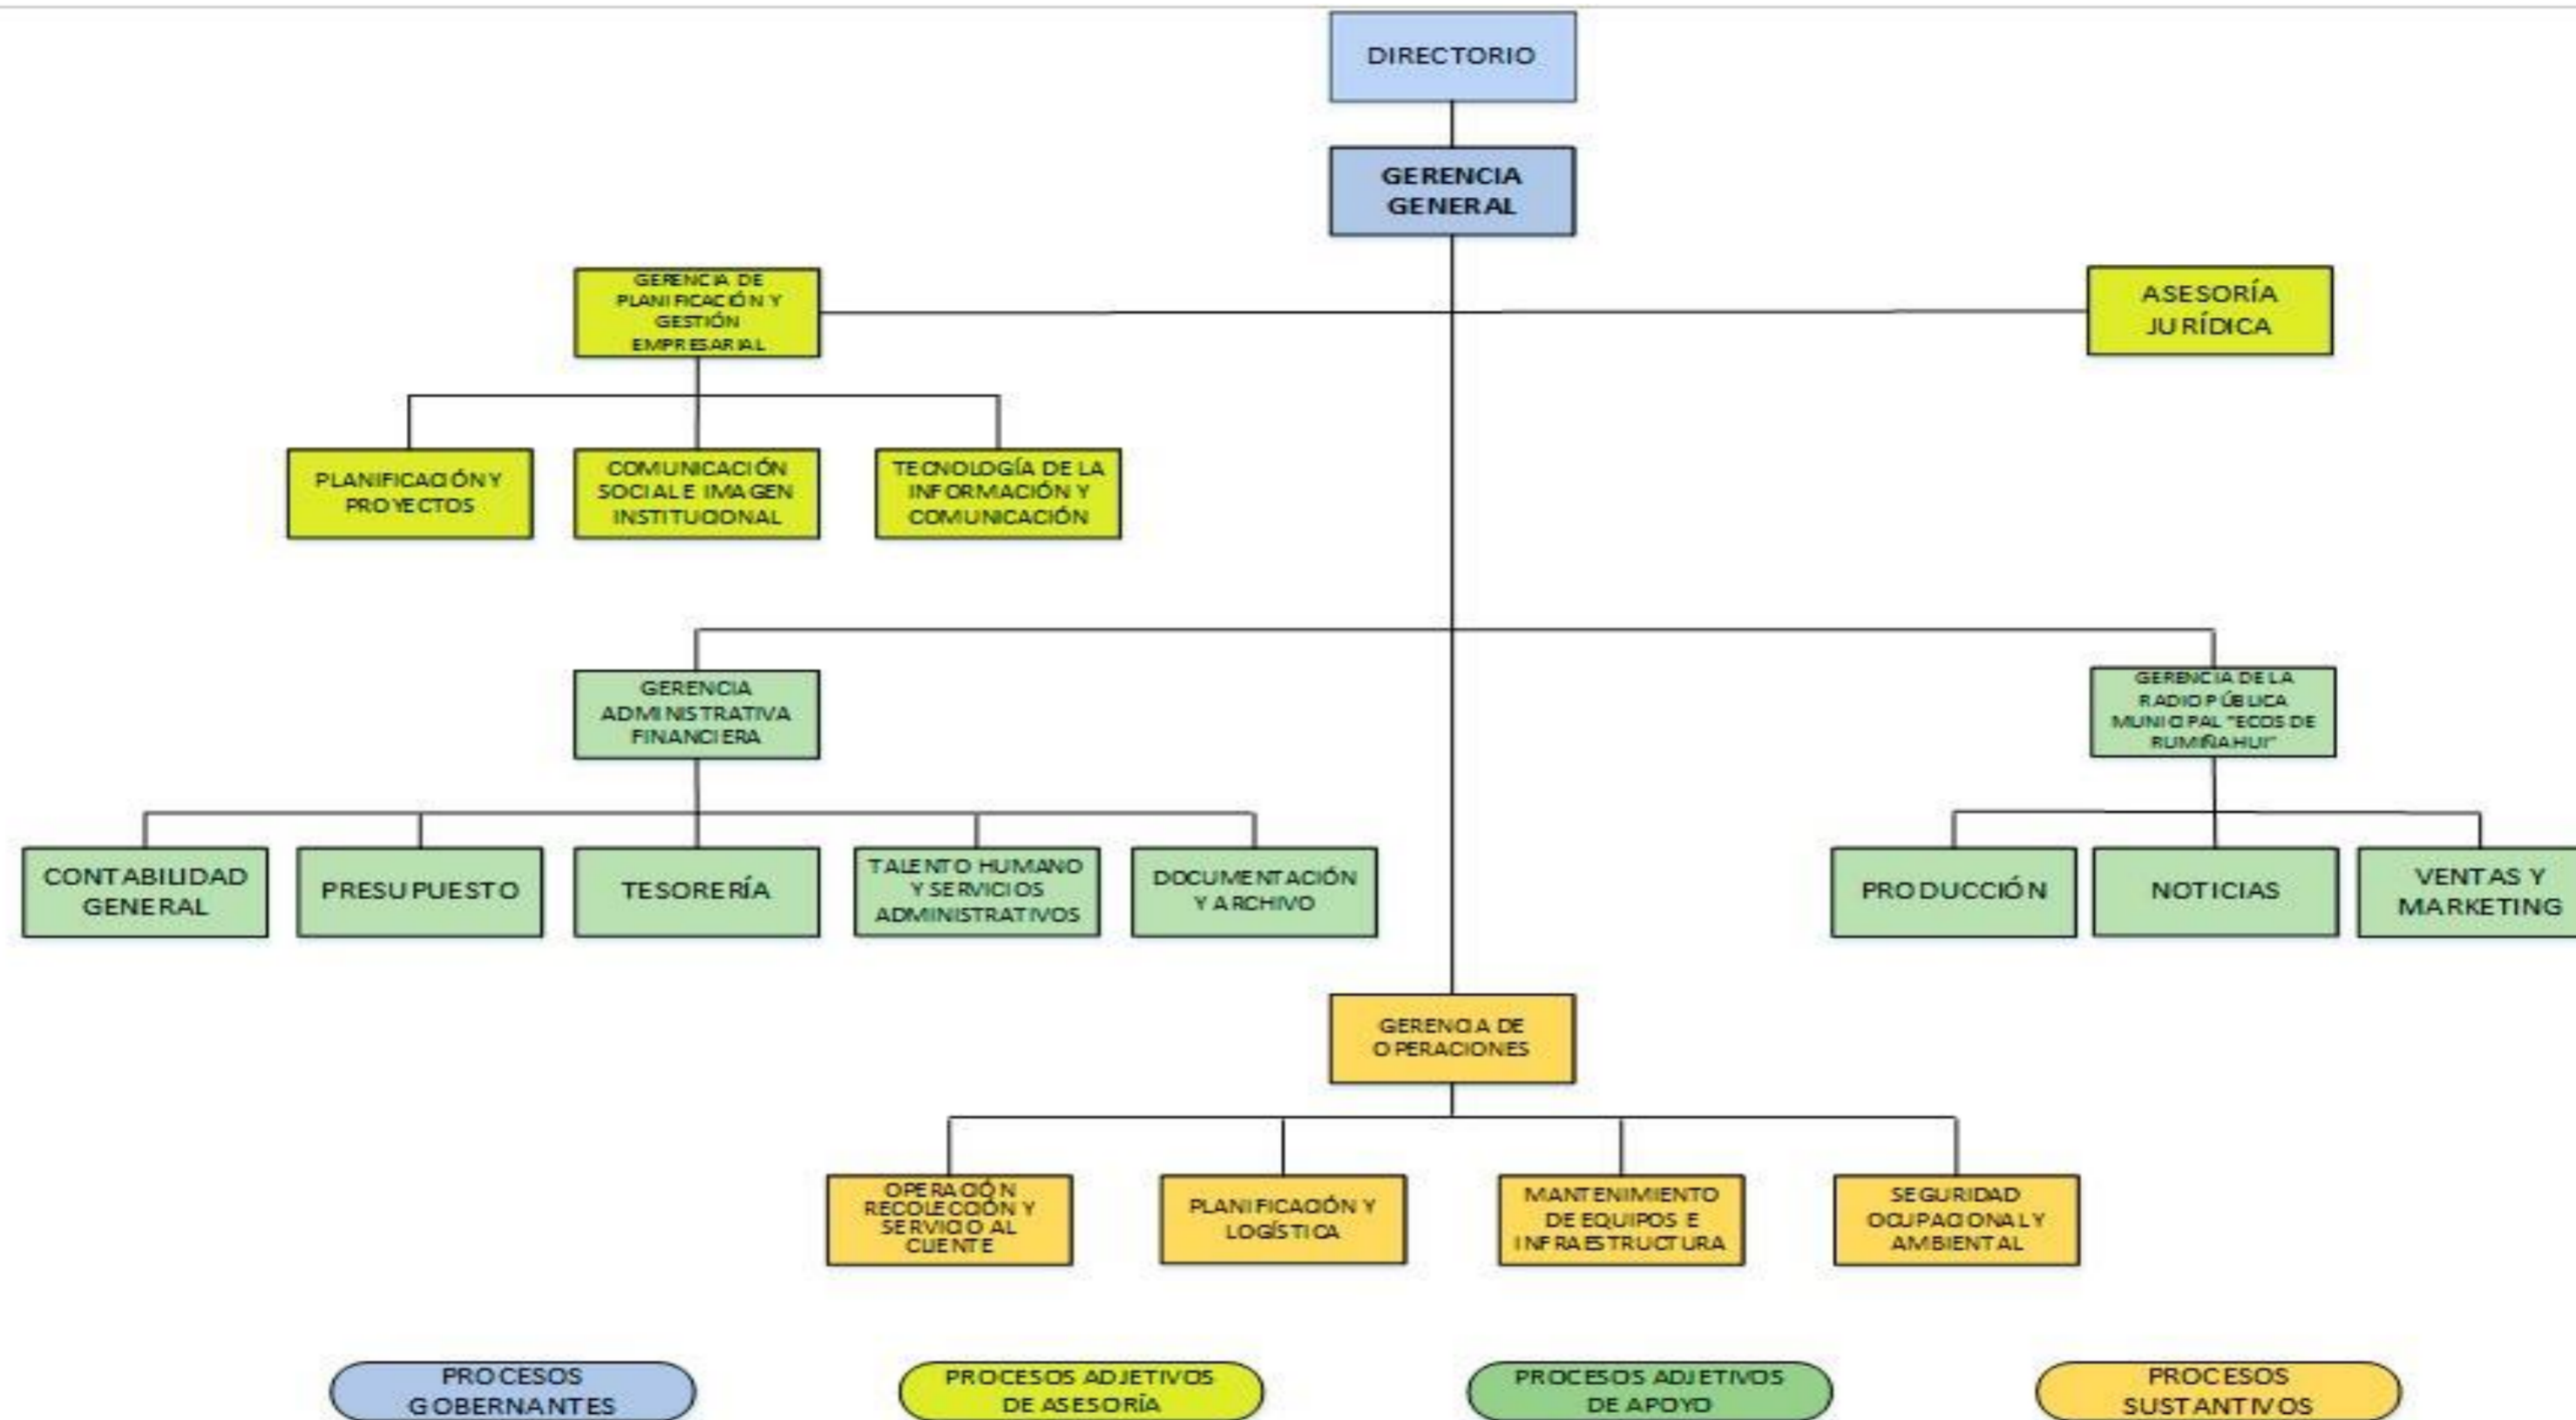 DIRECTORIO
GERENCIA
GENERAL
GERENCIA DE
PLANIFICACIÓN Y
GESTIÓN
EMPRESARIAL
ASESORÍA
JURÍDICA
PLANIFICACIÓN Y
PROYECTOS
COMUNICACIÓN
SOCIAL E IMAGEN
INSTITUCIONAL
TECNOLOGÍA DE LA
INFORMACIÓN Y
COMUNICACIÓN
GERENCIA
ADMINISTRATIVA
FINANCIERA
GERENCIA DE LA
RADIO PÚBLICA
MUNICIPAL "ECOS DE
RUMIÑAHUI"
CONTABILIDAD
GENERAL
PRESUPUESTO
TESORERÍA
TALENTO HUMANO
Y SERVICIOS
ADMINISTRATIVOS
DOCUMENTACIÓN
Y ARCHIVO
PRODUCCIÓN
NOTICIAS
VENTAS Y
MARKETING
GERENCIA DE
OPERACIONES
OPERACIÓN
RECOLECCIÓN Y
SERVICIO AL
CLIENTE
PLANIFICACIÓN Y
LOGÍSTICA
MANTENIMIENTO
DE EQUIPOS E
INFRAESTRUCTURA
SEGURIDAD
OCUPACIONAL Y
AMBIENTAL
PROCESOS
GOBERNANTES
PROCESOS ADJETIVOS
DE ASESORÍA
PROCESOS ADJETIVOS
DE APOYO
PROCESOS
SUSTANTIVOS